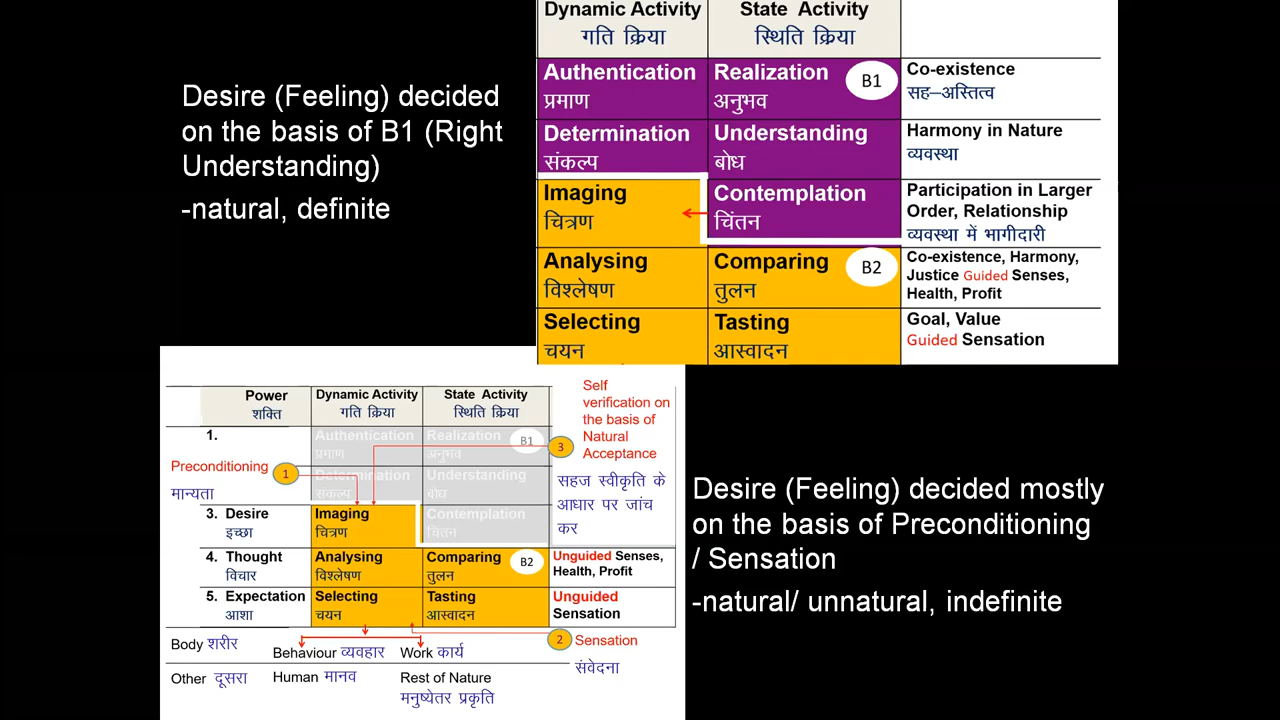 Desire (Feeling) decided
on the basis of B1 (Right
Understanding)
-natural, definite
Dynamic Activity State Activity
गति क्रिया स्थिति क्रिया
Authentication Realization B1 Co-existence
प्रमाण अनुभव सह–अस्तित्व
Determination Understanding Harmony in Nature
संकल्प बोध व्यवस्था
Imaging Contemplation Participation in Larger
Order, Relationship
चित्रण चिंतन व्यवस्था में भागीदारी
Analysing Comparing B2 Co-existence, Harmony,
Justice Guided Senses,
विश्लेषण तुलन Health, Profit
Selecting Tasting Goal, Value
Guided Sensation
चयन आस्वादन
Power Dynamic Activity State Activity
शक्ति गति क्रिया स्थिति क्रिया
Self
verification on
the basis of
Natural
Acceptance
सहज स्वीकृति के
आधार पर जांच
कर
1. Authentication Realization B1 3
प्रमाण अनुभव
Preconditioning 1 Determination Understanding
मान्यता संकल्प बोध
3. Desire Imaging Contemplation
इच्छा चित्रण चिंतन
4. Thought Analysing Comparing B2 Unguided Senses,
Health, Profit
विचार विश्लेषण तुलन
5. Expectation Selecting Tasting Unguided
Sensation
आशा चयन आस्वादन
Body शरीर Behaviour व्यवहार Work कार्य 2 Sensation
संवेदना
Other दूसरा Human मानव Rest of Nature
मनुष्येतर प्रकृति
Desire (Feeling) decided mostly
on the basis of Preconditioning
/ Sensation
-natural/ unnatural, indefinite